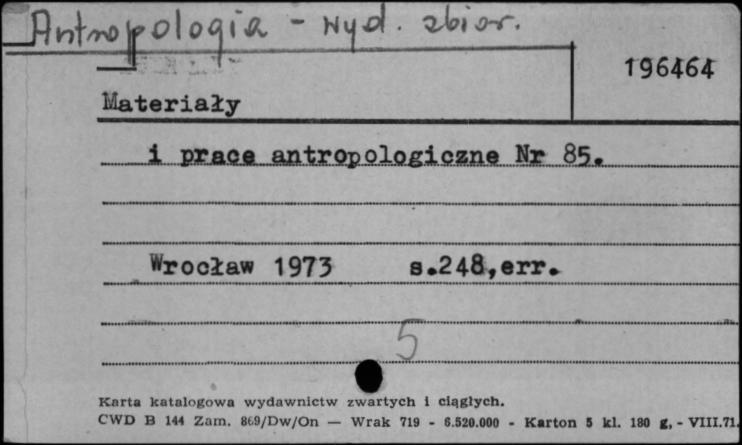 Antropologia - wyd. zbior.
196464
Materiały
i prace antropologiczne Nr 85.
Wrocław 1973 s.248,err.
5
Karta katalogowa wydawnictw zwartych i ciągłych.
CWD B 144 Zam. 869/Dw/On — Wrak 719 - 6.520.000 - Karton 5 kl. 180 g. - VIII.71.